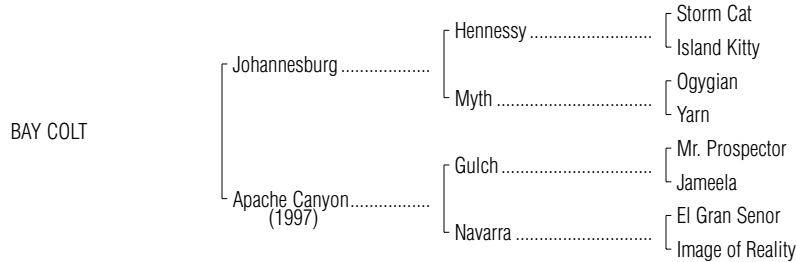 Storm Cat
Hennessy
Island Kitty
Johannesburg
Ogygian
Myth
Yarn
BAY COLT
Mr. Prospector
Gulch
Jameela
Apache Canyon
(1997)
El Gran Senor
Navarra
Image of Reality